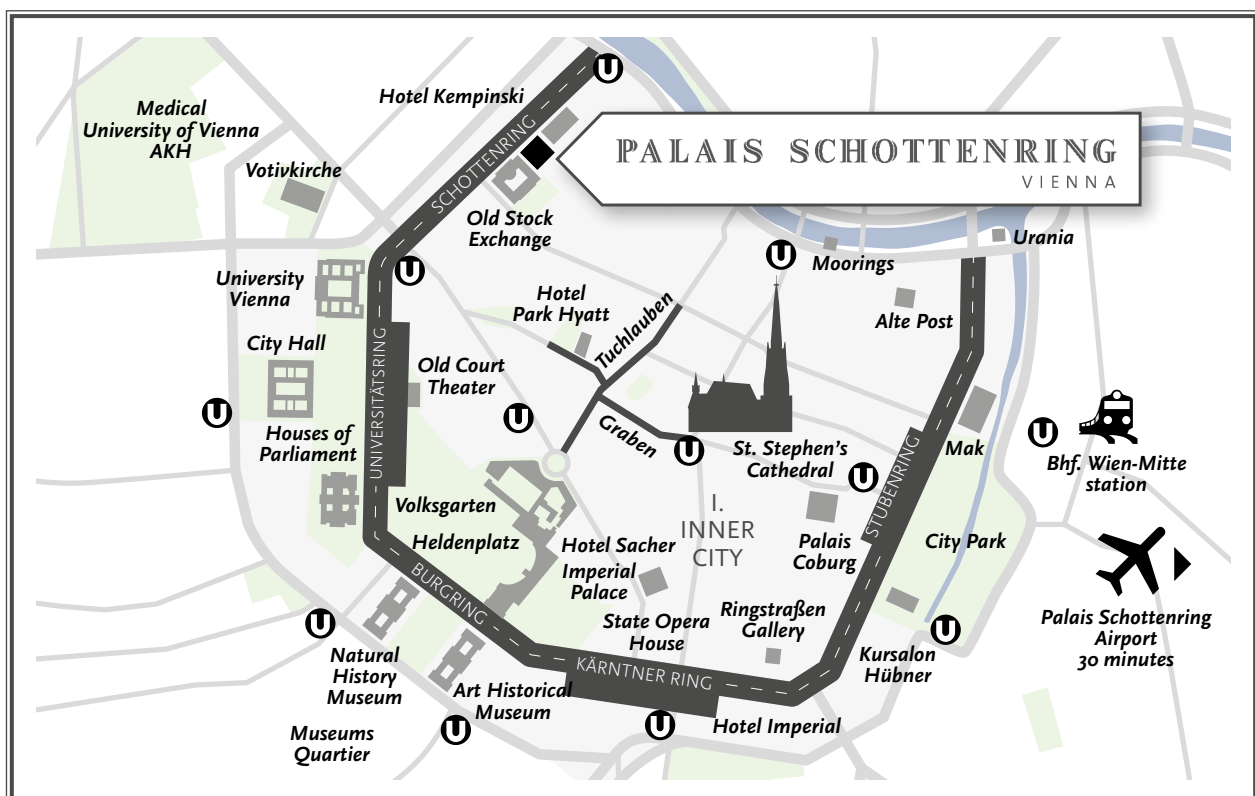 Hotel Kempinski
U
Medical
University of Vienna
AKH
SCHOTTENRING
PALAIS SCHOTTENRING
VIENNA
Votivkirche
Old Stock
Exchange
Urania
Moorings
U
U
University
Vienna
Hotel
Park Hyatt
Tuchlauben
Alte Post
City Hall
UNIVERSITÄTSRING
Old Court
Theater
U
U
Graben
U
St. Stephen's
Cathedral
U
STUBENRING
Mak
U
Bhf. Wien-Mitte
station
Houses of
Parliament
Volksgarten
Heldenplatz
I.
INNER
CITY
Palais
Coburg
City Park
Hotel Sacher
Imperial
Palace
BURGRING
State Opera
House
Ringstraßen
Gallery
Palais Schottenring
Airport
30 minutes
U
U
Natural
History
Museum
Art Historical
Museum
KÄRNTNER RING
Kursalon
Hübner
Museums
Quartier
U
U
Hotel Imperial